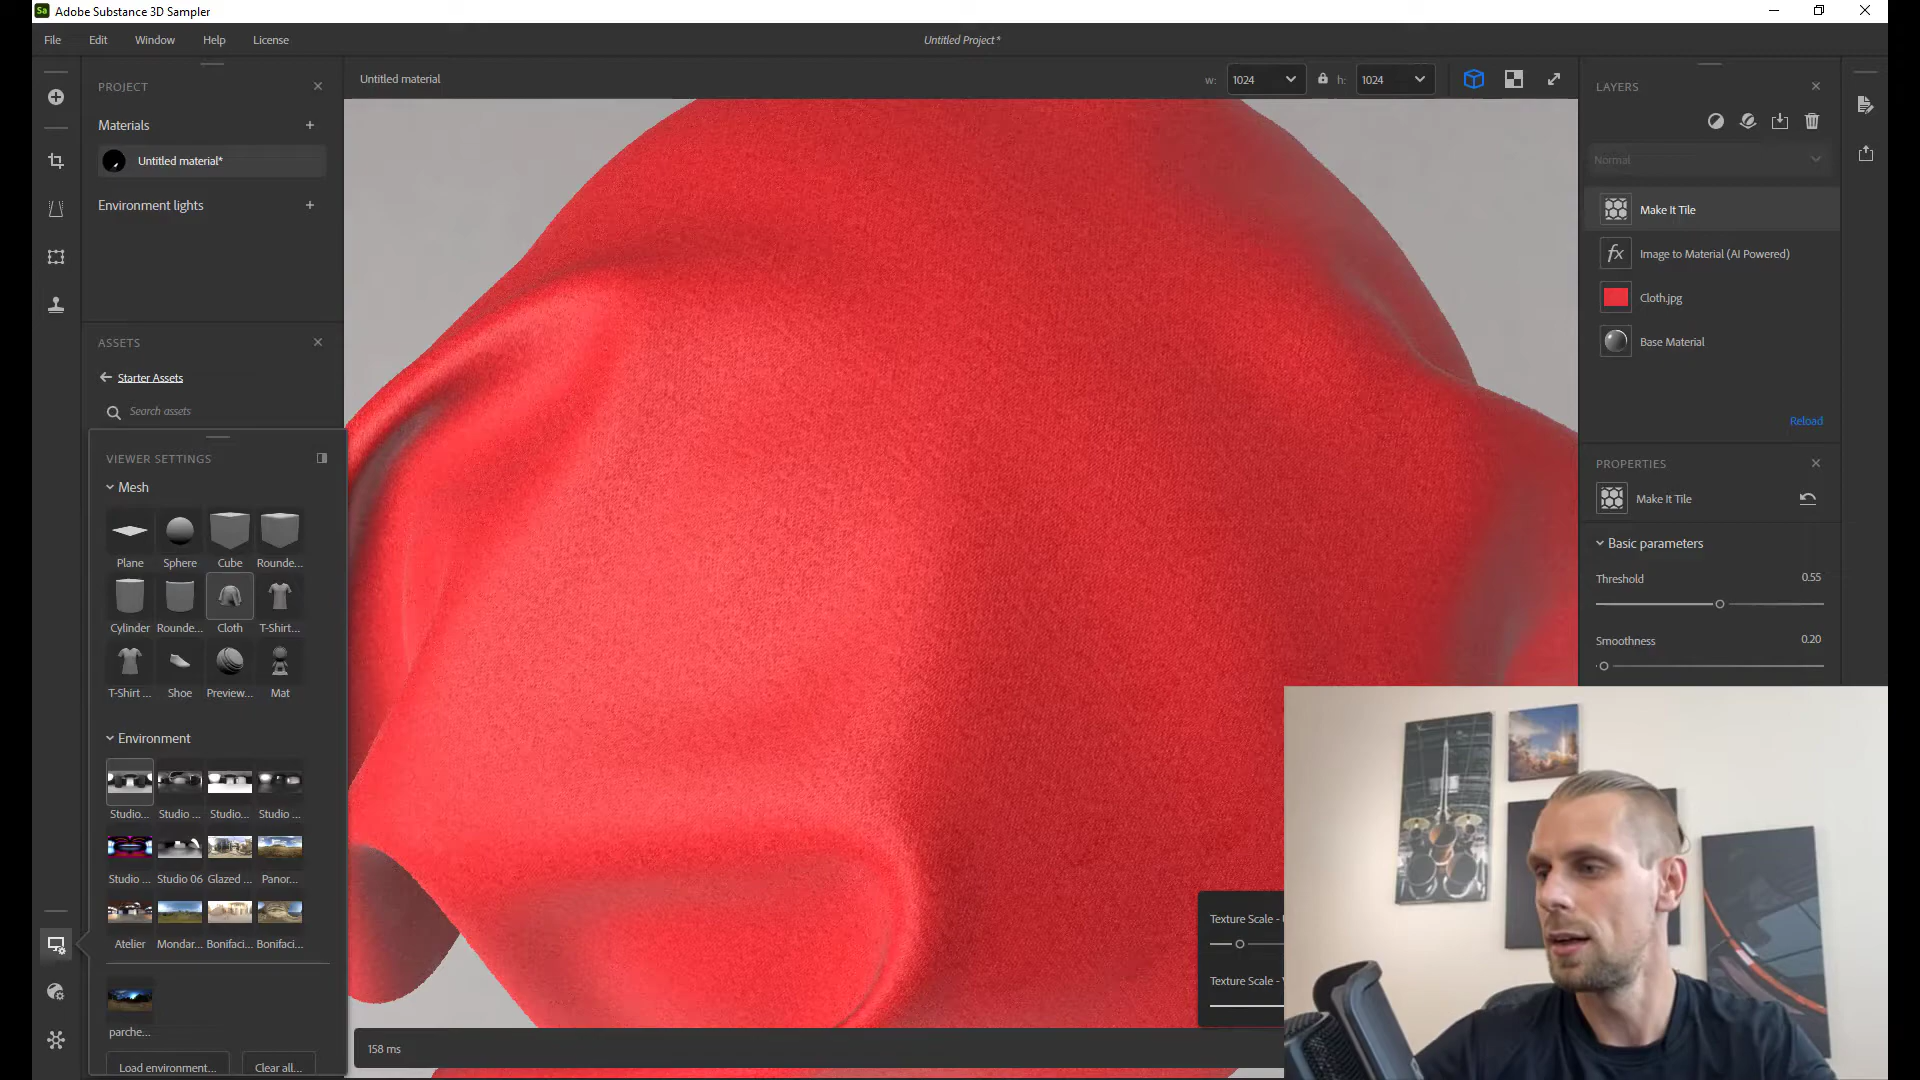 Sa Adobe Substance 3D Sampler
File Edit Window Help License
Untitled Project*
PROJECT
Materials
Untitled material*
Environment lights
ASSETS
Starter Assets
Search assets
VIEWER SETTINGS
Mesh
Plane Sphere Cube Rounde...
Cylinder Rounde... Cloth T-Shirt...
T-Shirt ... Shoe Preview... Mat
Environment
Studio... Studio ... Studio... Studio ...
Studio ... Studio 06 Glazed ... Panor...
Atelier Mondar... Bonifaci... Bonifaci...
parche...
Load environment... Clear all...
Untitled material
w: 1024 h: 1024
Texture Scale -
Texture Scale -
158 ms
LAYERS
Normal
Make It Tile
fx Image to Material (AI Powered)
Cloth.jpg
Base Material
Reload
PROPERTIES
Make It Tile
Basic parameters
Threshold 0.55
Smoothness 0.20